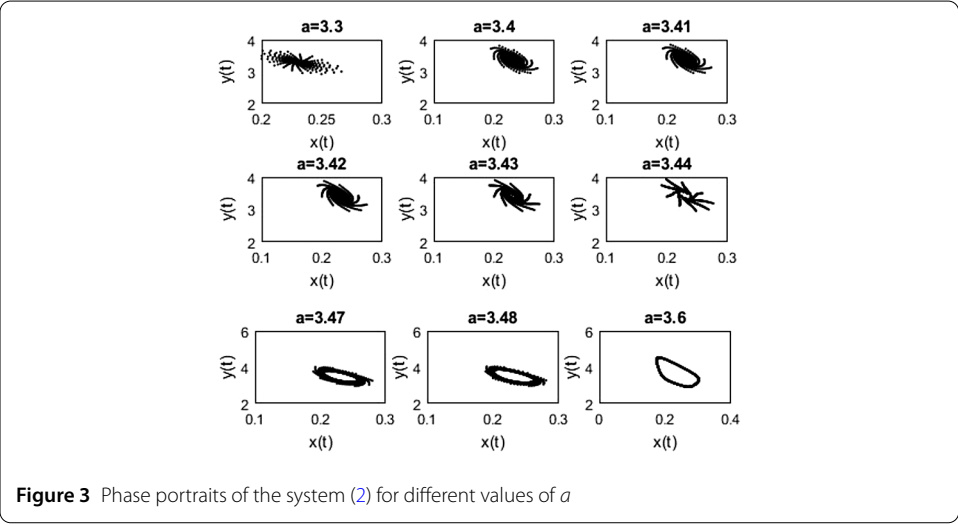 a=3.3 a=3.4 a=3.41
4 4 4
y(t) 3 y(t) 3 y(t) 3
2 2 2
0.2 0.25 0.3 0.1 0.2 0.3 0.1 0.2 0.3
x(t) x(t) x(t)
a=3.42 a=3.43 a=3.44
4 4 4
y(t) 3 y(t) 3 y(t) 3
2 2 2
0.1 0.2 0.3 0.1 0.2 0.3 0.1 0.2 0.3
x(t) x(t) x(t)
a=3.47 a=3.48 a=3.6
6 6 6
y(t) 4 y(t) 4 y(t) 4
2 2 2
0.1 0.2 0.3 0.1 0.2 0.3 0 0.2 0.4
x(t) x(t) x(t)
Figure 3 Phase portraits of the system (2) for different values of a